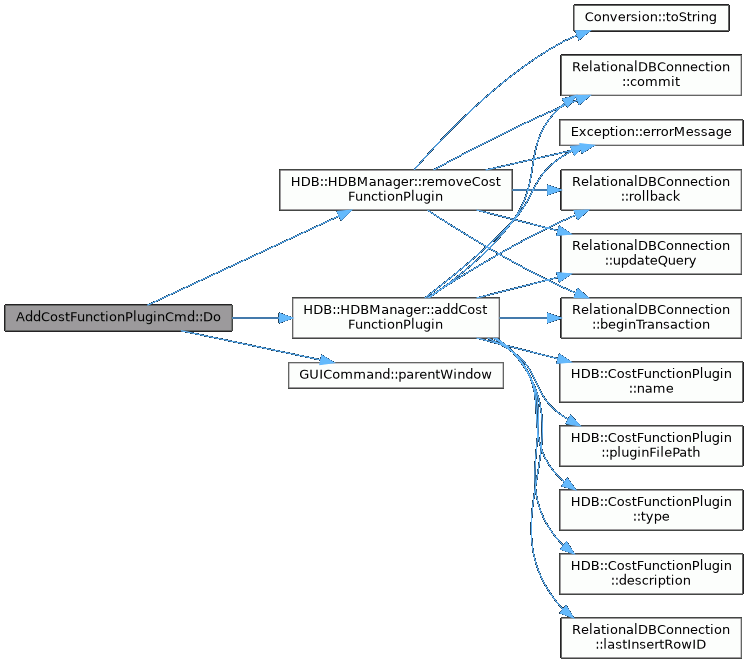 Conversion::toString
RelationalDBConnection
::commit
Exception::errorMessage
HDB::HDBManager::removeCost
FunctionPlugin
RelationalDBConnection
::rollback
RelationalDBConnection
::updateQuery
AddCostFunctionPluginCmd::Do
HDB::HDBManager::addCost
FunctionPlugin
RelationalDBConnection
::beginTransaction
GUICommand::parentWindow
HDB::CostFunctionPlugin
::name
HDB::CostFunctionPlugin
::pluginFilePath
HDB::CostFunctionPlugin
::type
HDB::CostFunctionPlugin
::description
RelationalDBConnection
::lastInsertRowID